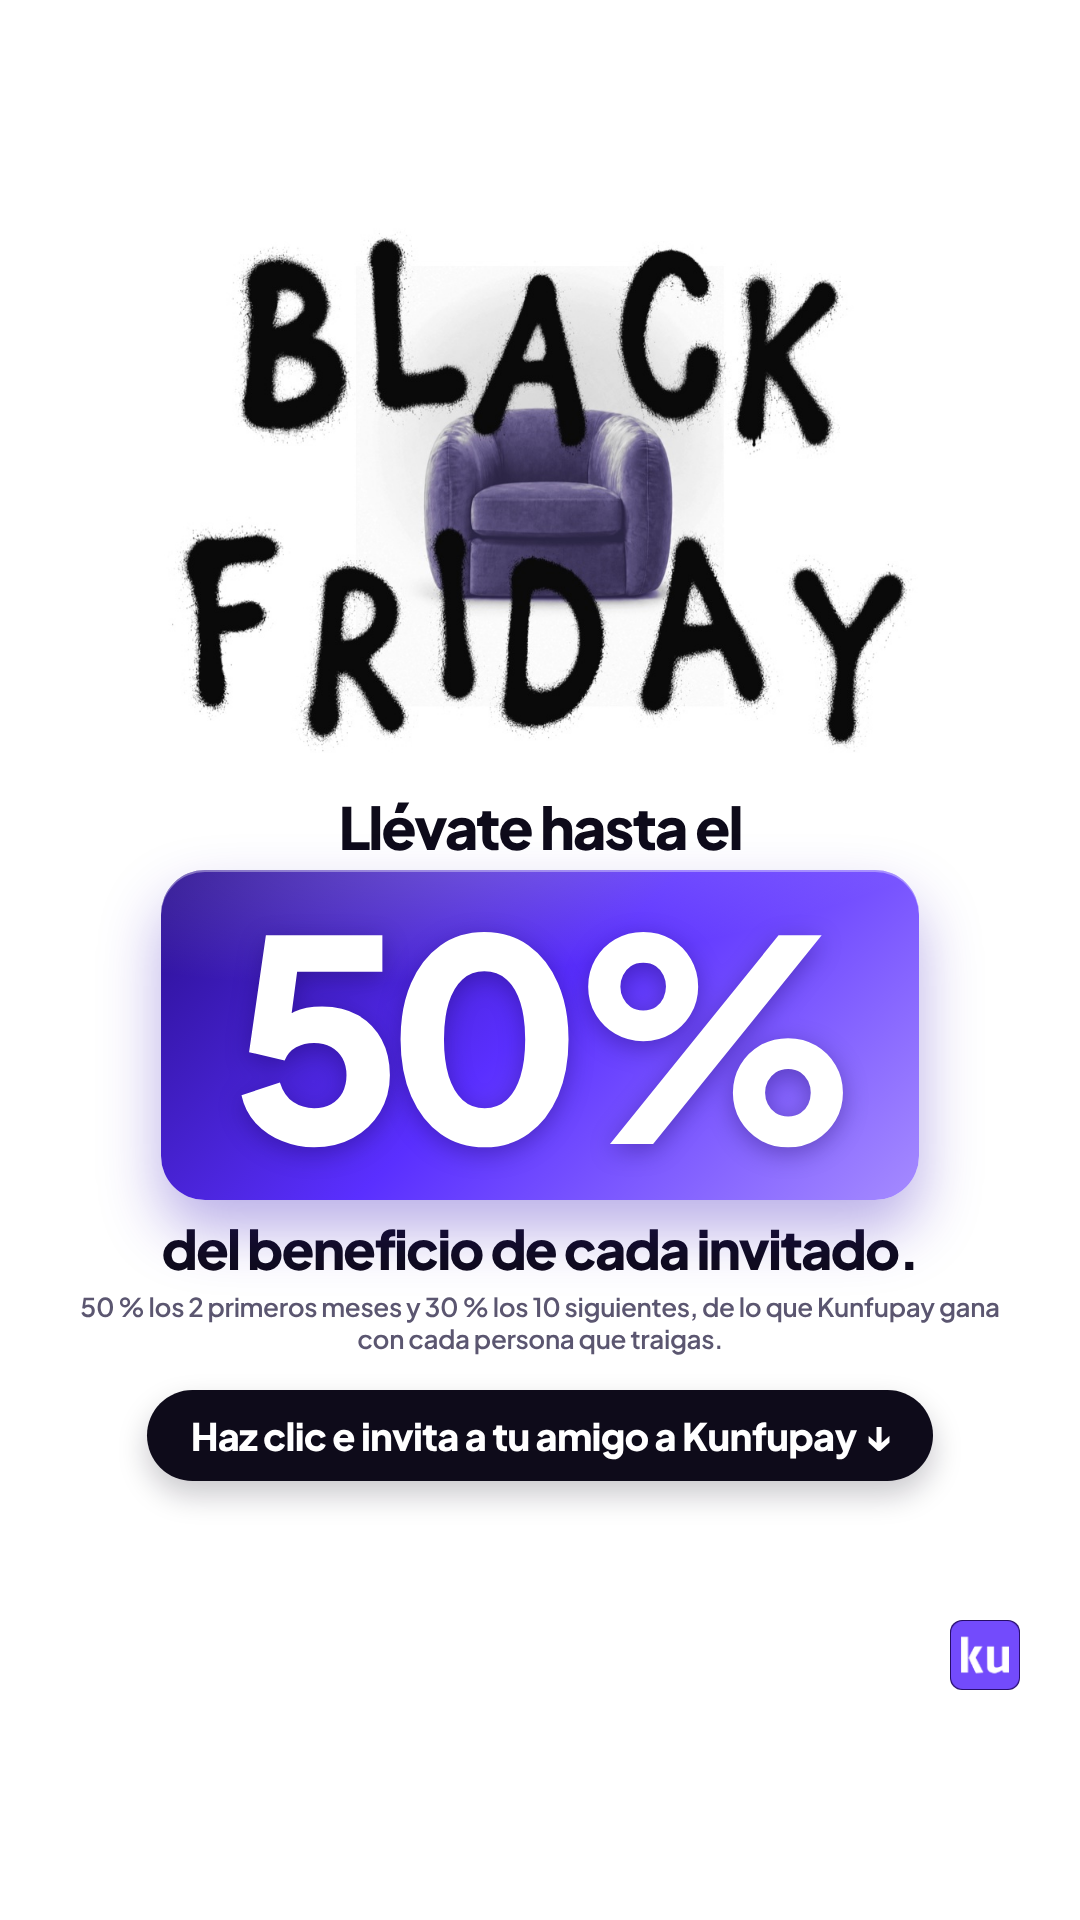 BLACK
FRIDAY
Llévate hasta el
50%
del beneficio de cada invitado.
50 % los 2 primeros meses y 30 % los 10 siguientes, de lo que Kunfupay gana
con cada persona que traigas.
Haz clic e invita a tu amigo a Kunfupay ↓
ku